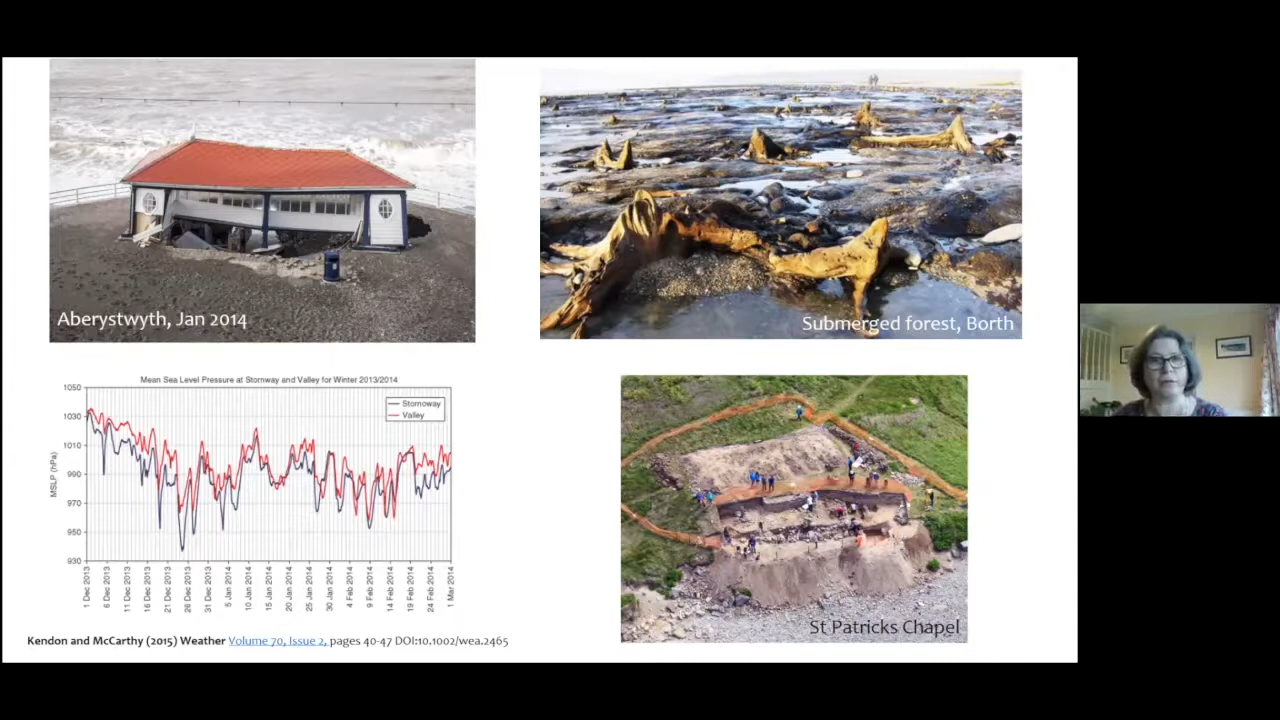 Aberystwyth, Jan 2014
Submerged forest, Borth
Mean Sea Level Pressure at Stornway and Valley for Winter 2013/2014
Stornoway
Valley
MSLP (hPa)
1050
1030
1010
990
970
950
930
1 Dec 2013
6 Dec 2013
11 Dec 2013
16 Dec 2013
21 Dec 2013
26 Dec 2013
31 Dec 2013
5 Jan 2014
10 Jan 2014
15 Jan 2014
20 Jan 2014
25 Jan 2014
30 Jan 2014
4 Feb 2014
9 Feb 2014
14 Feb 2014
19 Feb 2014
24 Feb 2014
1 Mar 2014
St Patricks Chapel
Kendon and McCarthy (2015) Weather Volume 70, Issue 2, pages 40-47 DOI:10.1002/wea.2465